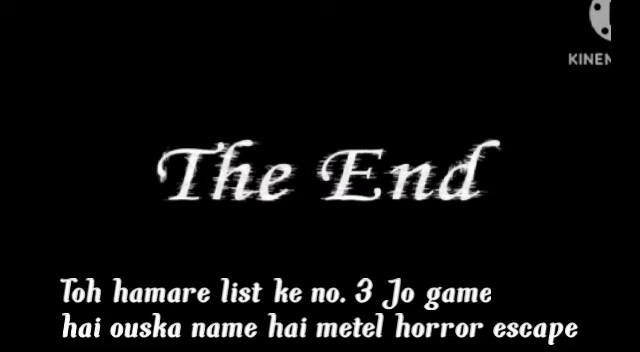 KINEM
The End
Toh hamare list ke no. 3 Jo game
hai ouska name hai metel horror escape